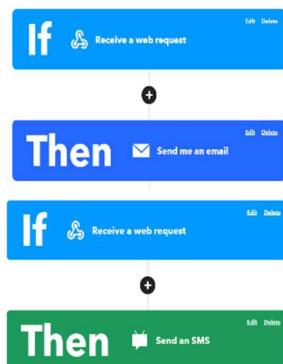 Edit Delete
If Receive a web request
+
Edit Delete
Then Send me an email
Edit Delete
If Receive a web request
+
Edit Delete
Then Send an SMS